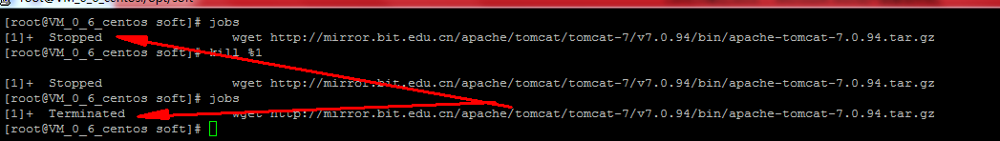 [root@VM_0_6_centos soft]# jobs
[1]+  Stopped                 wget http://mirror.bit.edu.cn/apache/tomcat/tomcat-7/v7.0.94/bin/apache-tomcat-7.0.94.tar.gz
[root@VM_0_6_centos soft]# kill %1
[1]+  Stopped                 wget http://mirror.bit.edu.cn/apache/tomcat/tomcat-7/v7.0.94/bin/apache-tomcat-7.0.94.tar.gz
[root@VM_0_6_centos soft]# jobs
[1]+  Terminated              wget http://mirror.bit.edu.cn/apache/tomcat/tomcat-7/v7.0.94/bin/apache-tomcat-7.0.94.tar.gz
[root@VM_0_6_centos soft]#